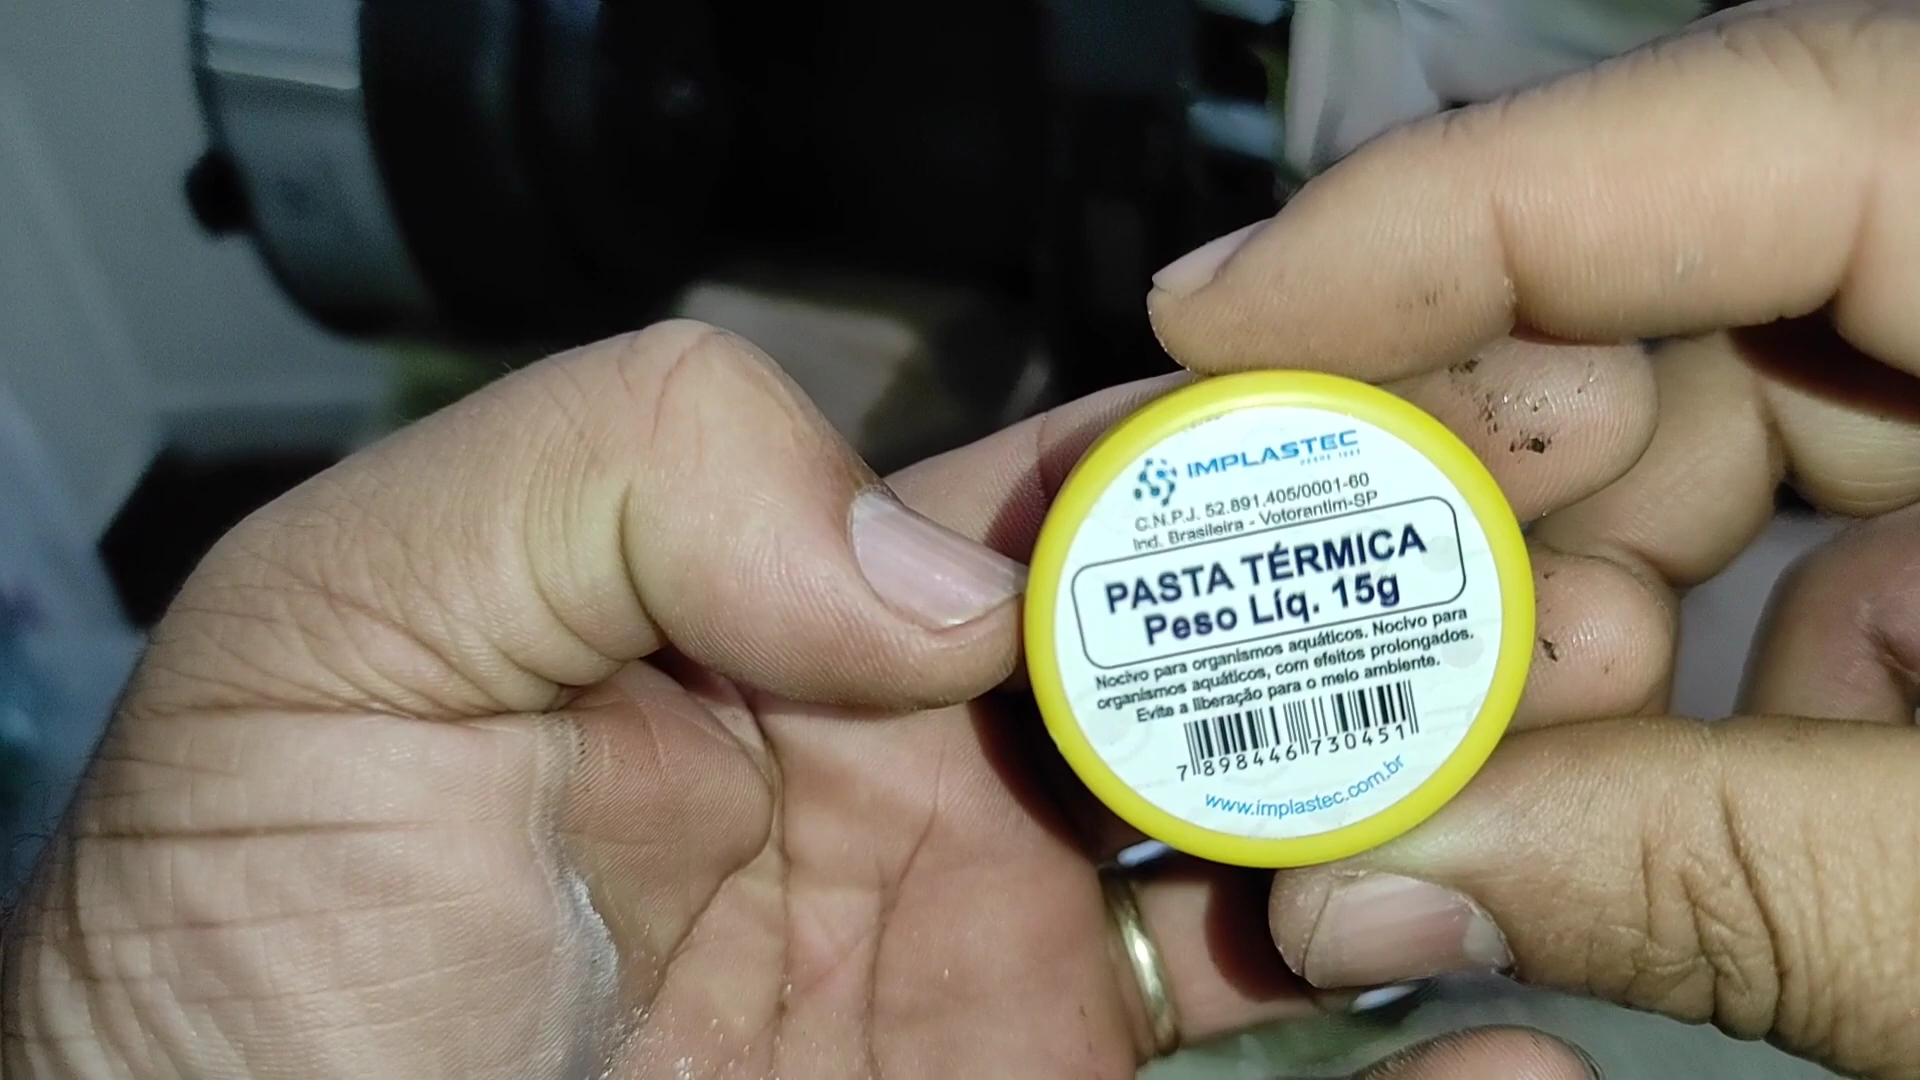 IMPLASTEC
DESDE 1983
C.N.P.J. 52.891.405/0001-60
Ind. Brasileira - Votorantim-SP
PASTA TÉRMICA
Peso Líq. 15g
Nocivo para organismos aquáticos. Nocivo para
organismos aquáticos, com efeitos prolongados.
Evite a liberação para o meio ambiente.
7 898446 730451
www.implastec.com.br